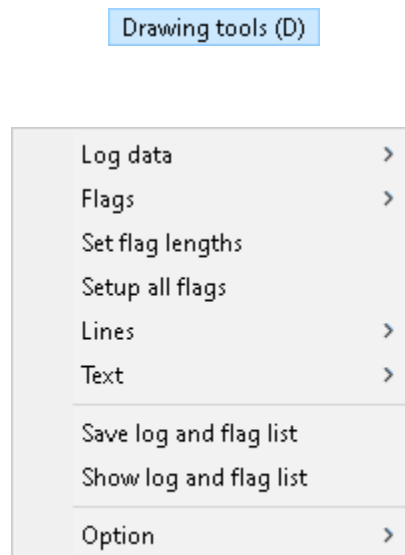 Drawing tools (D)
Log data
Flags
Set flag lengths
Setup all flags
Lines
Text
Save log and flag list
Show log and flag list
Option